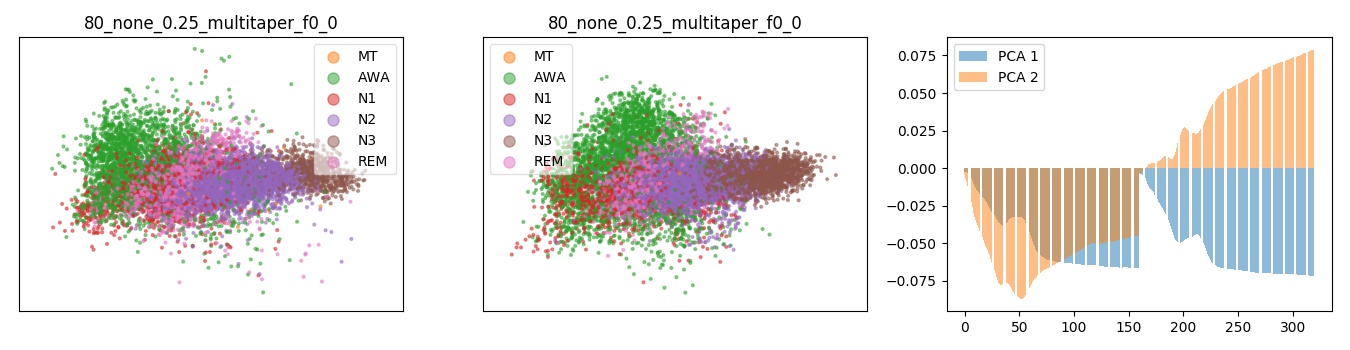 80_none_0.25_multitaper_f0_0
MT
AWA
N1
N2
N3
REM
80_none_0.25_multitaper_f0_0
MT
AWA
N1
N2
N3
REM
PCA 1
PCA 2
0.075
0.050
0.025
0.000
−0.025
−0.050
−0.075
0 50 100 150 200 250 300